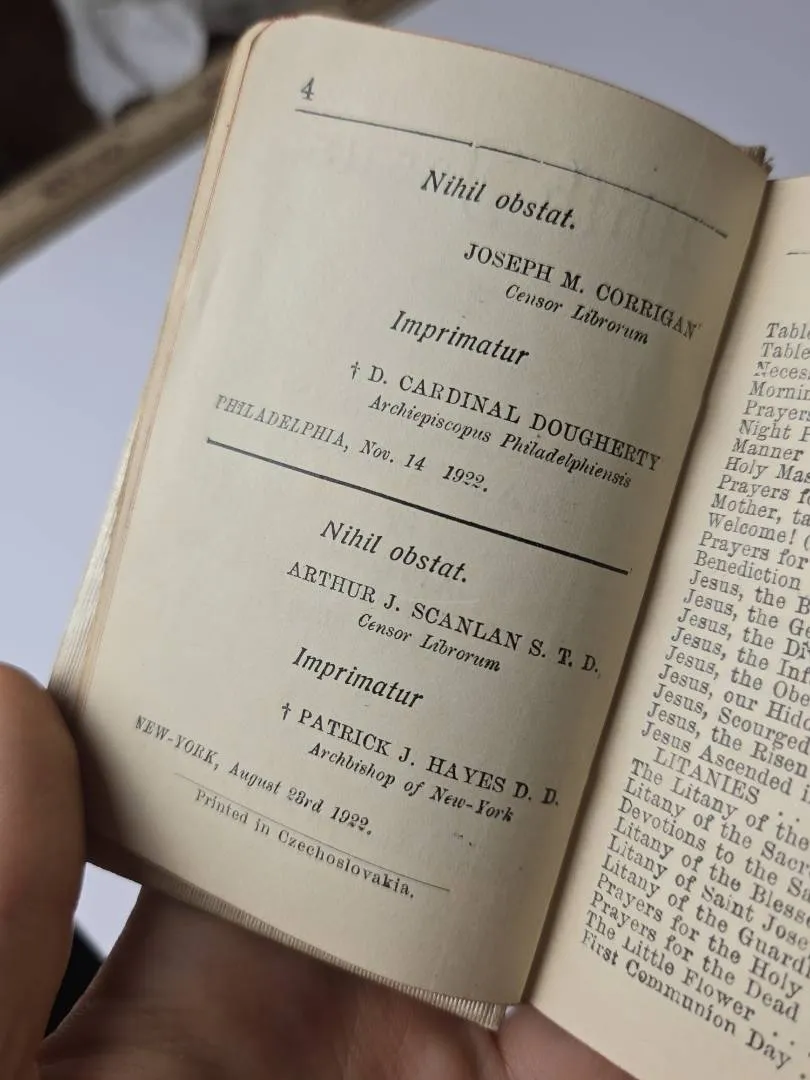 4
Nihil obstat.
JOSEPH M. CORRIGAN
Censor Librorum
Imprimatur
† D. CARDINAL DOUGHERTY
Archiepiscopus Philadelphiensis
PHILADELPHIA, Nov. 14 1922.
Nihil obstat.
ARTHUR J. SCANLAN S. T. D.
Censor Librorum
Imprimatur
† PATRICK J. HAYES D. D.
Archbishop of New-York
NEW-YORK, August 23rd 1922.
Printed in Czechoslovakia.
Prayers
Night
Manner
Holy
Prayers
Mother,
Welcome!
Prayers for
Benediction
Jesus, the
Jesus, the
Jesus, the
Jesus, the
Jesus, the
Jesus, our
Jesus, Scourged
Jesus, the Risen
Jesus Ascended
LITANIES . .
The Litany of the
Litany of the
Devotions to the
Litany of the
Litany of Saint
Litany of the
Prayers for the Holy
Prayers for the Dead
The Little Flower . .
First Communion Day .